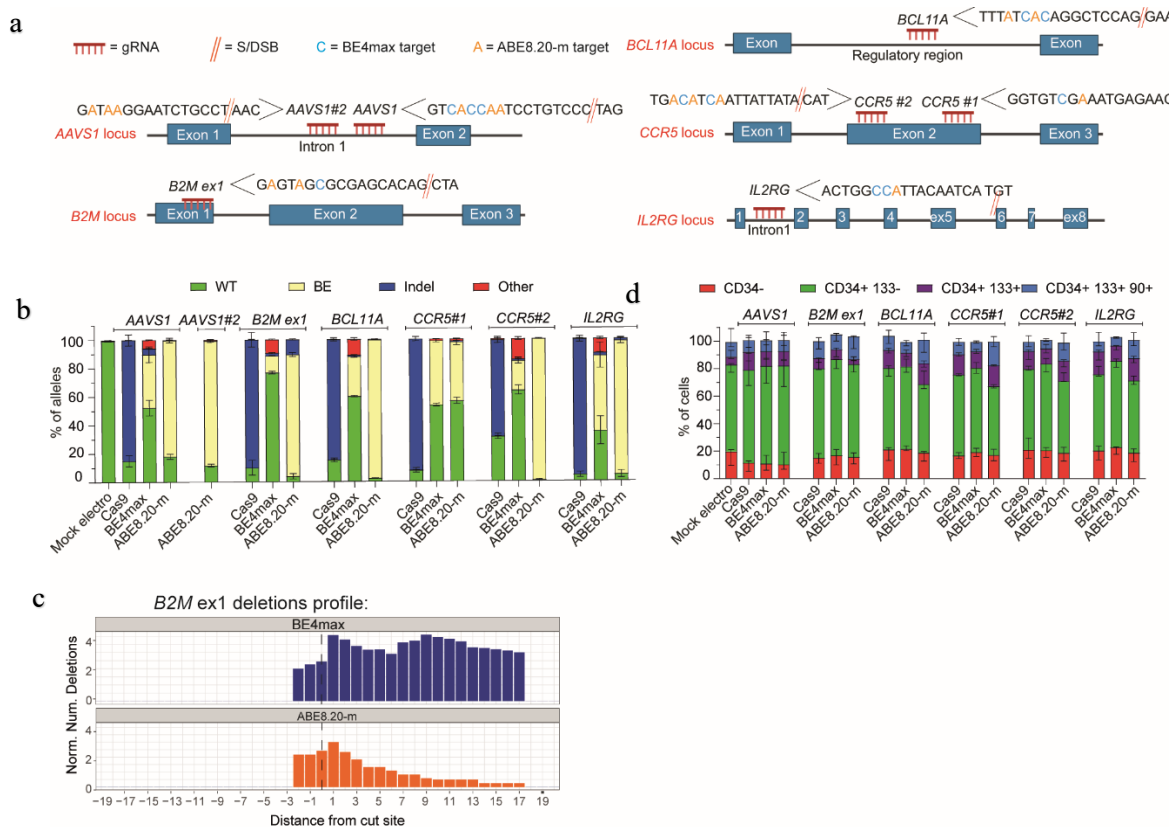 a
= gRNA
= S/DSB
C = BE4max target
A = ABE8.20-m target
GATAAGGAATCTGCCT AAC
AAVS1#2
AAVS1
GTCACCAATCCTGTCCC TAG
AAVS1 locus
Exon 1
Intron 1
Exon 2
B2M ex1
GAGTAGCGCGAGCACAG CTA
B2M locus
Exon 1
Exon 2
Exon 3
BCL11A
TTTATCACAGGCTCCAG GAA
BCL11A locus
Exon
Regulatory region
Exon
TGACATCAATTATTATA CAT
CCR5 #2
CCR5 #1
GGTGTCGAAATGAGAAG
CCR5 locus
Exon 1
Exon 2
Exon 3
IL2RG
ACTGGCCATTACAATCA TGT
IL2RG locus
1
Intron1
2
3
4
ex5
6
7
ex8
b
WT
BE
Indel
Other
AAVS1
AAVS1#2
B2M ex1
BCL11A
CCR5#1
CCR5#2
IL2RG
% of alleles
100
80
60
40
20
0
Mock electro
Cas9
BE4max
ABE8.20-m
ABE8.20-m
Cas9
BE4max
ABE8.20-m
Cas9
BE4max
ABE8.20-m
Cas9
BE4max
ABE8.20-m
Cas9
BE4max
ABE8.20-m
Cas9
BE4max
ABE8.20-m
d
CD34-
CD34+ 133-
CD34+ 133+
CD34+ 133+ 90+
AAVS1
B2M ex1
BCL11A
CCR5#1
CCR5#2
IL2RG
% of cells
100
80
60
40
20
0
Mock electro
Cas9
BE4max
ABE8.20-m
Cas9
BE4max
ABE8.20-m
Cas9
BE4max
ABE8.20-m
Cas9
BE4max
ABE8.20-m
Cas9
BE4max
ABE8.20-m
Cas9
BE4max
ABE8.20-m
c
B2M ex1 deletions profile:
BE4max
4
2
0
ABE8.20-m
4
2
0
Norm. Num. Deletions
−19 −17 −15 −13 −11 −9 −7 −5 −3 −1 1 3 5 7 9 11 13 15 17 19
Distance from cut site